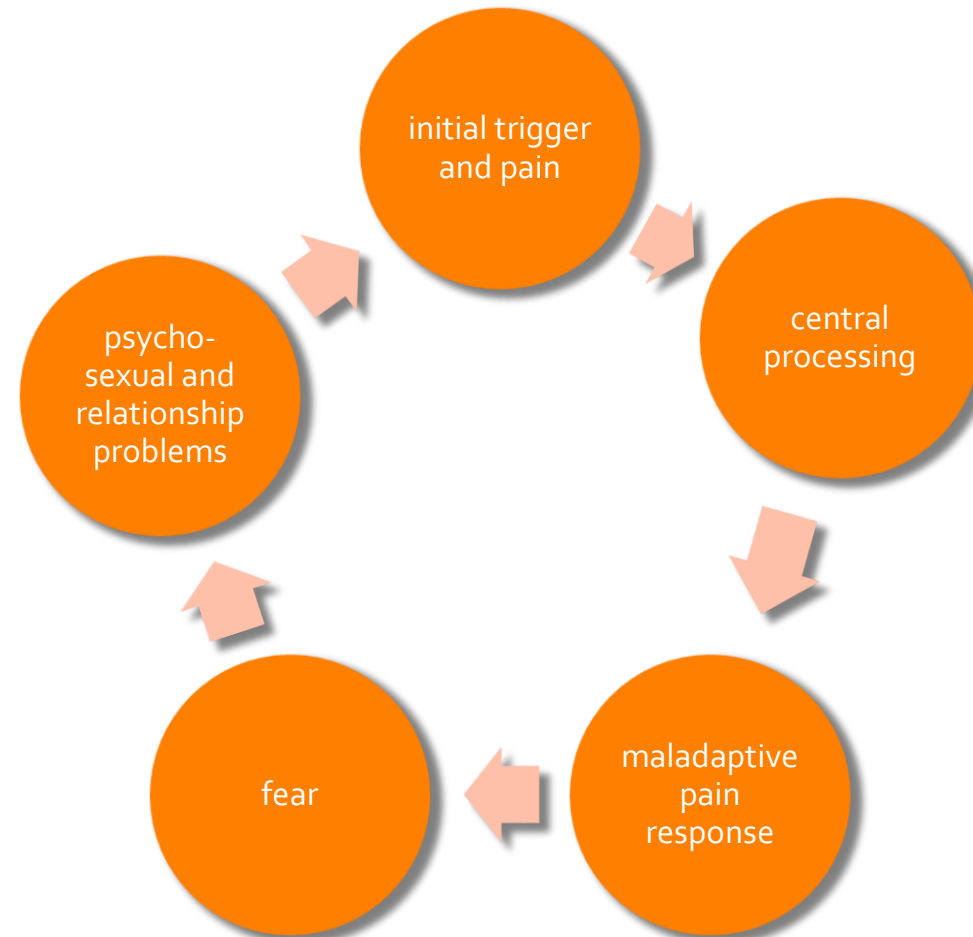 initial trigger
and pain
central
processing
maladaptive
pain
response
fear
psycho-
sexual and
relationship
problems